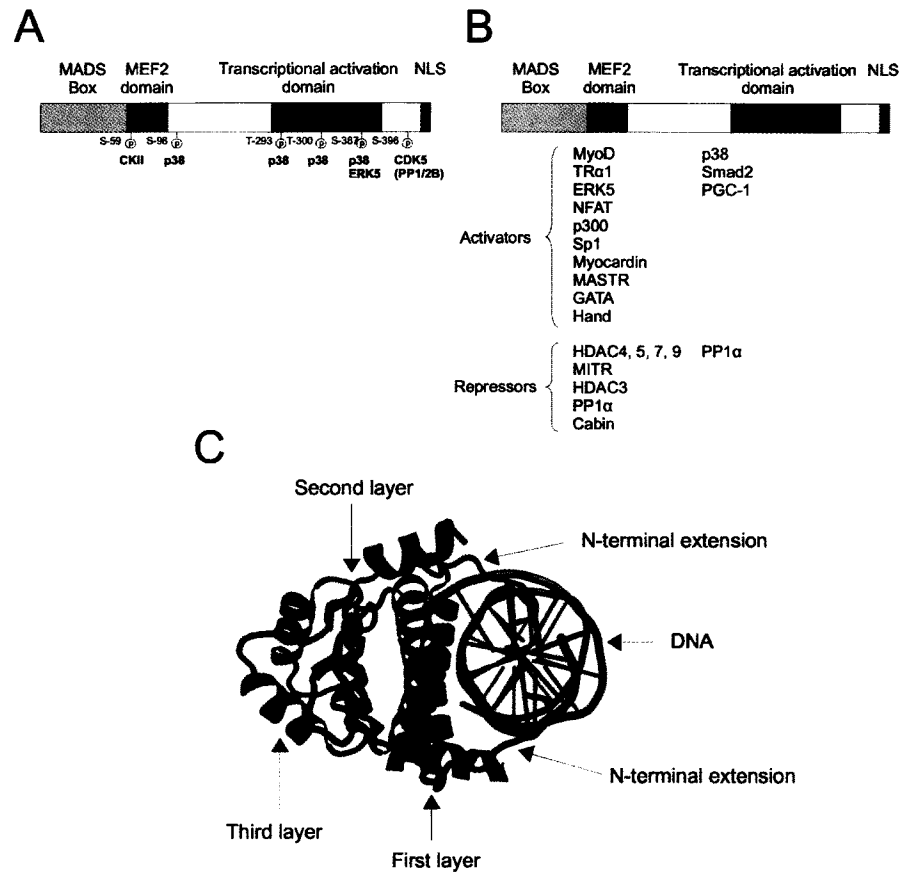 A
MADS Box
MEF2 domain
Transcriptional activation domain
NLS
S-59 P
S-96 P
T-293 P
T-300 P
S-387 P
S-396 P
CKII
p38
p38
p38
p38 ERK5
CDK5 (PP1/2B)
B
MADS Box
MEF2 domain
Transcriptional activation domain
NLS
Activators
MyoD
TRα1
ERK5
NFAT
p300
Sp1
Myocardin
MASTR
GATA
Hand
p38
Smad2
PGC-1
Repressors
HDAC4, 5, 7, 9
MITR
HDAC3
PP1α
Cabin
PP1α
C
Second layer
N-terminal extension
DNA
N-terminal extension
Third layer
First layer